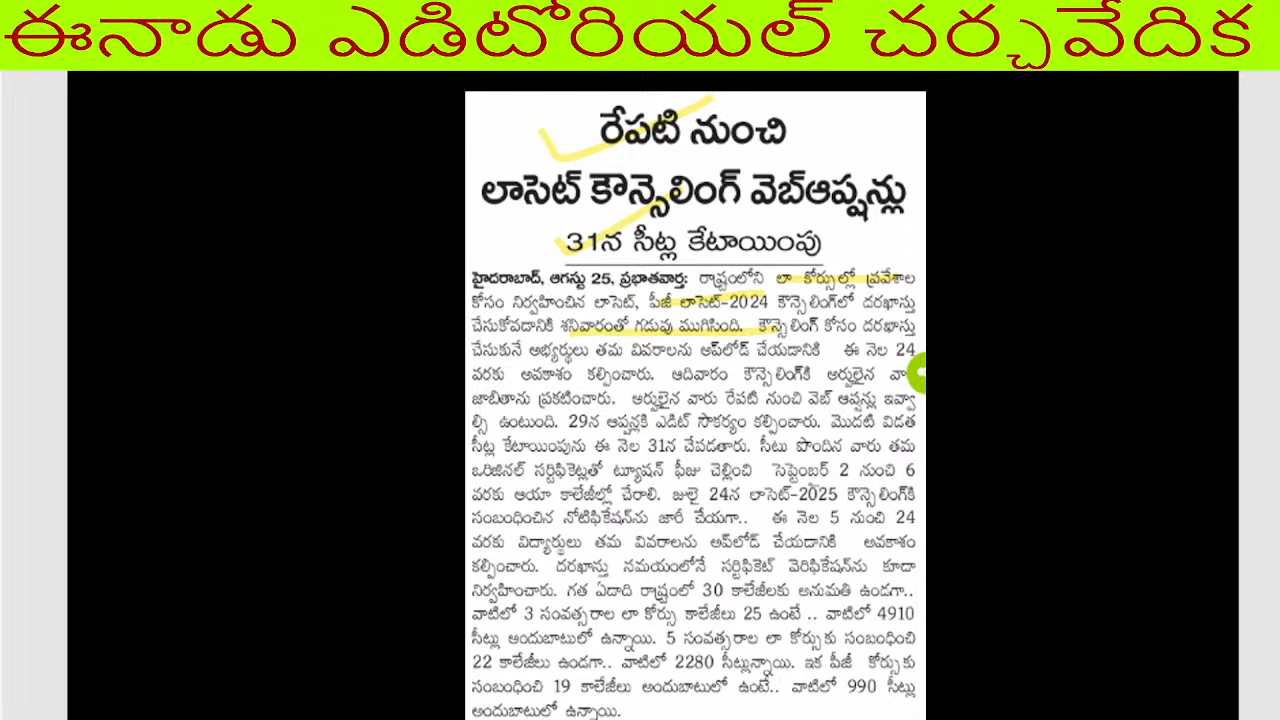 ఈనాడు ఎడిటోరియల్ చర్చవేదిక
రేపటి నుంచి
లాసెట్ కౌన్సెలింగ్ వెబ్ఆప్షన్లు
31న సీట్ల కేటాయింపు
హైదరాబాద్, ఆగస్టు 25, ప్రభాతవార్త: రాష్ట్రంలోని లా కోర్సుల్లో ప్రవేశాల
కోసం నిర్వహించిన లాసెట్, పీజీ లాసెట్-2024 కౌన్సెలింగ్‌లో దరఖాస్తు
చేసుకోవడానికి శనివారంతో గడువు ముగిసింది. కౌన్సెలింగ్ కోసం దరఖాస్తు
చేసుకునే అభ్యర్థులు తమ వివరాలను అప్‌లోడ్ చేయడానికి ఈ నెల 24
వరకు అవకాశం కల్పించారు. ఆదివారం కౌన్సెలింగ్‌కి అర్హులైన వా
జాబితాను ప్రకటించారు. అర్హులైన వారు రేపటి నుంచి వెబ్ ఆప్షన్లు ఇవ్వా
ల్సి ఉంటుంది. 29న ఆప్షన్లకి ఎడిట్ సౌకర్యం కల్పించారు. మొదటి విడత
సీట్ల కేటాయింపును ఈ నెల 31న చేపడతారు. సీటు పొందిన వారు తమ
ఒరిజినల్ సర్టిఫికెట్లతో ట్యూషన్ ఫీజు చెల్లించి సెప్టెంబర్ 2 నుంచి 6
వరకు ఆయా కాలేజీల్లో చేరాలి. జులై 24న లాసెట్-2025 కౌన్సెలింగ్‌కి
సంబంధించిన నోటిఫికేషన్‌ను జారీ చేయగా.. ఈ నెల 5 నుంచి 24
వరకు విద్యార్థులు తమ వివరాలను అప్‌లోడ్ చేయడానికి అవకాశం
కల్పించారు. దరఖాస్తు సమయంలోనే సర్టిఫికెట్ వెరిఫికేషన్‌ను కూడా
నిర్వహించారు. గత ఏడాది రాష్ట్రంలో 30 కాలేజీలకు అనుమతి ఉండగా..
వాటిలో 3 సంవత్సరాల లా కోర్సు కాలేజీలు 25 ఉంటే .. వాటిలో 4910
సీట్లు అందుబాటులో ఉన్నాయి. 5 సంవత్సరాల లా కోర్సుకు సంబంధించి
22 కాలేజీలు ఉండగా.. వాటిలో 2280 సీట్లున్నాయి. ఇక పీజీ కోర్సుకు
సంబంధించి 19 కాలేజీలు అందుబాటులో ఉంటే.. వాటిలో 990 సీట్లు
అందుబాటులో ఉన్నాయి.